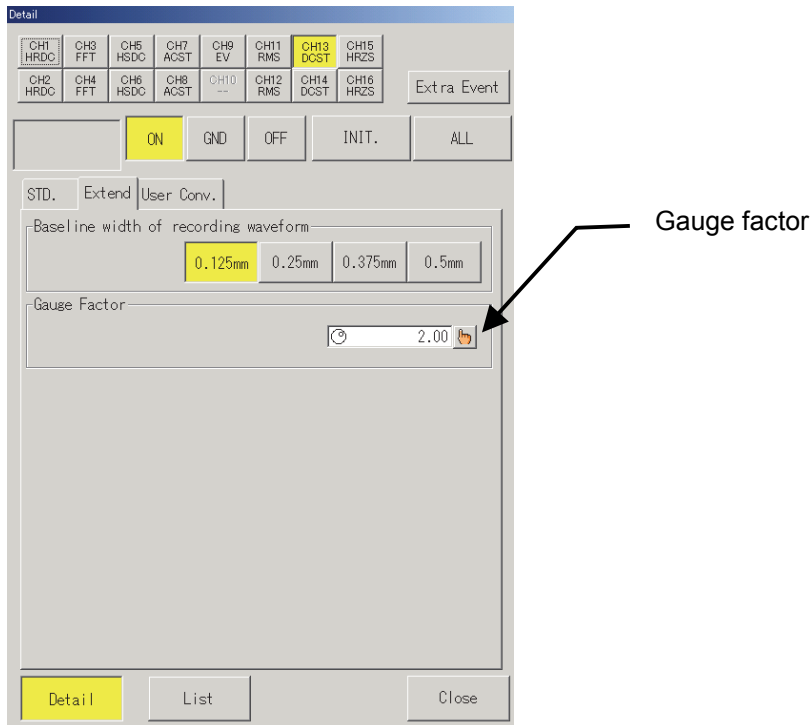 Detail
CH1 CH3 CH5 CH7 CH9 CH11 CH13 CH15
HRDC FFT HSDC ACST EV RMS DCST HRZS
CH2 CH4 CH6 CH8 CH10 CH12 CH14 CH16
HRDC FFT HSDC ACST -- RMS DCST HRZS
Extra Event
ON GND OFF INIT. ALL
STD. Extend User Conv.
Baseline width of recording waveform
0.125mm 0.25mm 0.375mm 0.5mm
Gauge Factor
2.00
Gauge factor
Detail List Close